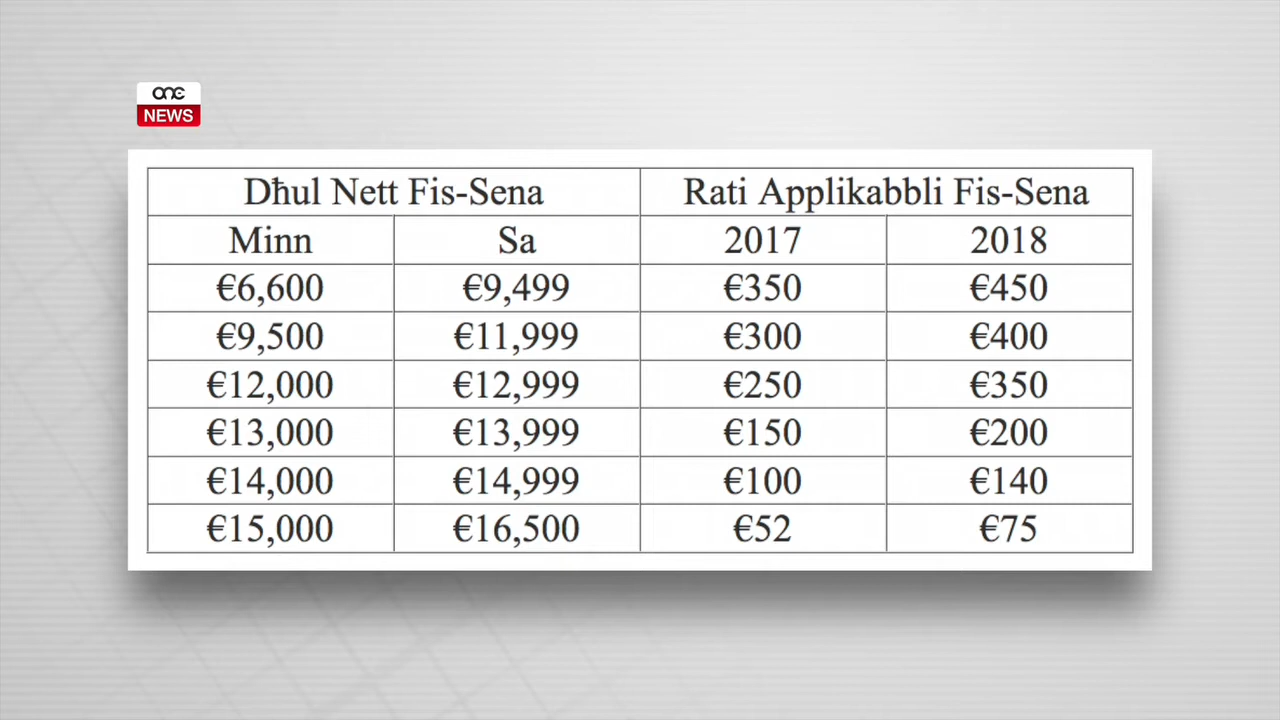 one
NEWS
Dħul Nett Fis-Sena Rati Applikabbli Fis-Sena
Minn Sa 2017 2018
€6,600 €9,499 €350 €450
€9,500 €11,999 €300 €400
€12,000 €12,999 €250 €350
€13,000 €13,999 €150 €200
€14,000 €14,999 €100 €140
€15,000 €16,500 €52 €75